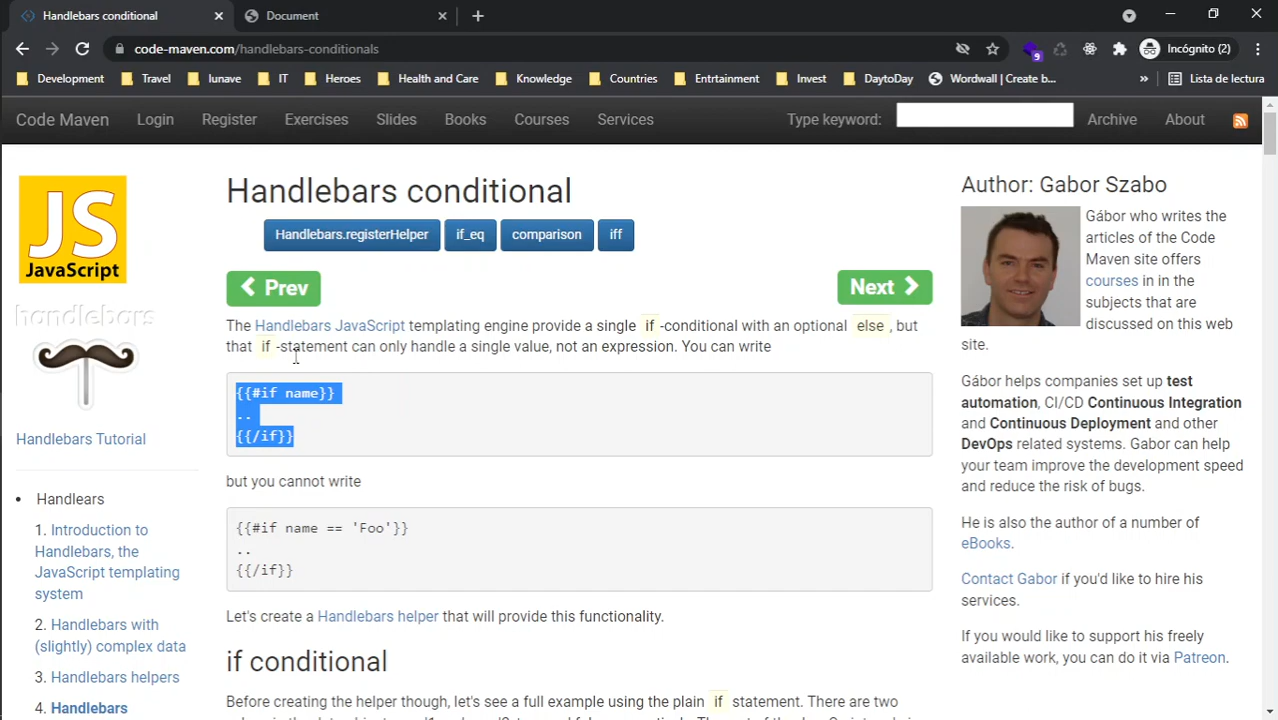 Handlebars conditional
Document
code-maven.com/handlebars-conditionals
9
Incógnito (2)
Development
Travel
Iunave
IT
Heroes
Health and Care
Knowledge
Countries
Entrtainment
Invest
DaytoDay
Wordwall | Create b...
»
Lista de lectura
Code Maven
Login
Register
Exercises
Slides
Books
Courses
Services
Type keyword:
Archive
About
JS
JavaScript
handlebars
Handlebars Tutorial
• Handlears
1. Introduction to
Handlebars, the
JavaScript templating
system
2. Handlebars with
(slightly) complex data
3. Handlebars helpers
4. Handlebars
Handlebars conditional
Handlebars.registerHelper
if_eq
comparison
iff
Prev
Next
The Handlebars JavaScript templating engine provide a single if -conditional with an optional else , but
that if -statement can only handle a single value, not an expression. You can write
{{#if name}}
..
{{/if}}
but you cannot write
{{#if name == 'Foo'}}
..
{{/if}}
Let's create a Handlebars helper that will provide this functionality.
if conditional
Before creating the helper though, let's see a full example using the plain if statement. There are two
Author: Gabor Szabo
Gábor who writes the
articles of the Code
Maven site offers
courses in in the
subjects that are
discussed on this web
site.
Gábor helps companies set up test
automation, CI/CD Continuous Integration
and Continuous Deployment and other
DevOps related systems. Gabor can help
your team improve the development speed
and reduce the risk of bugs.
He is also the author of a number of
eBooks.
Contact Gabor if you'd like to hire his
services.
If you would like to support his freely
available work, you can do it via Patreon.